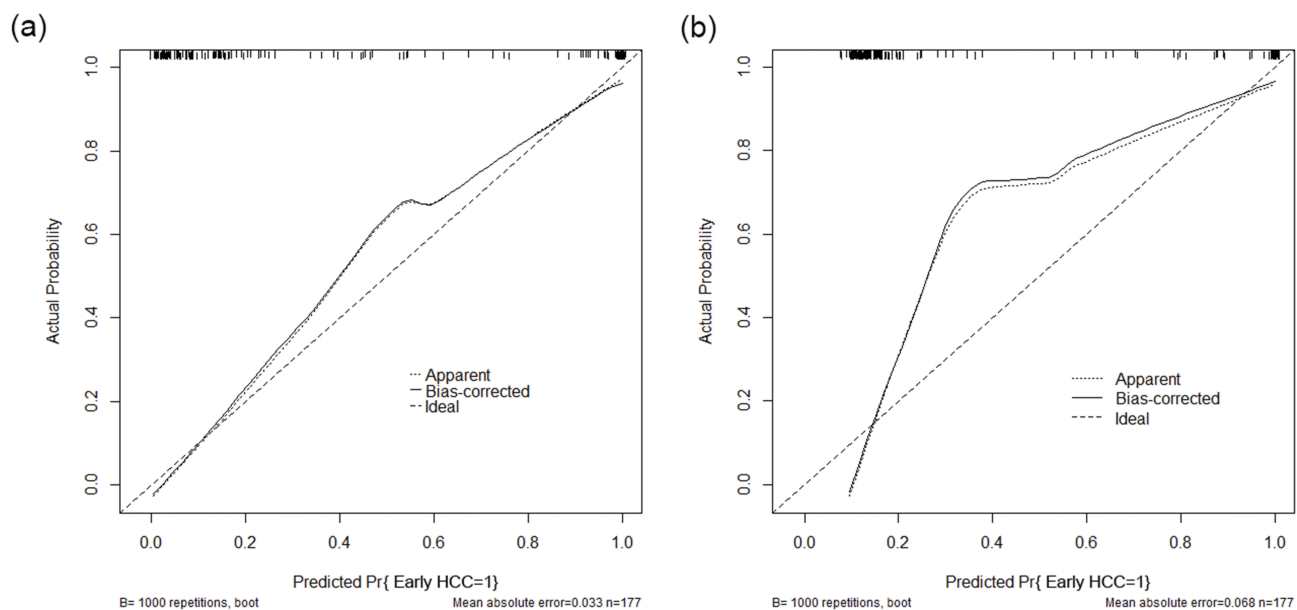 (a)
1.0
0.8
0.6
0.4
0.2
0.0
Actual Probability
Apparent
Bias-corrected
Ideal
0.0 0.2 0.4 0.6 0.8 1.0
Predicted Pr{ Early HCC=1}
B= 1000 repetitions, boot Mean absolute error=0.033 n=177
(b)
1.0
0.8
0.6
0.4
0.2
0.0
Actual Probability
Apparent
Bias-corrected
Ideal
0.0 0.2 0.4 0.6 0.8 1.0
Predicted Pr{ Early HCC=1}
B= 1000 repetitions, boot Mean absolute error=0.068 n=177